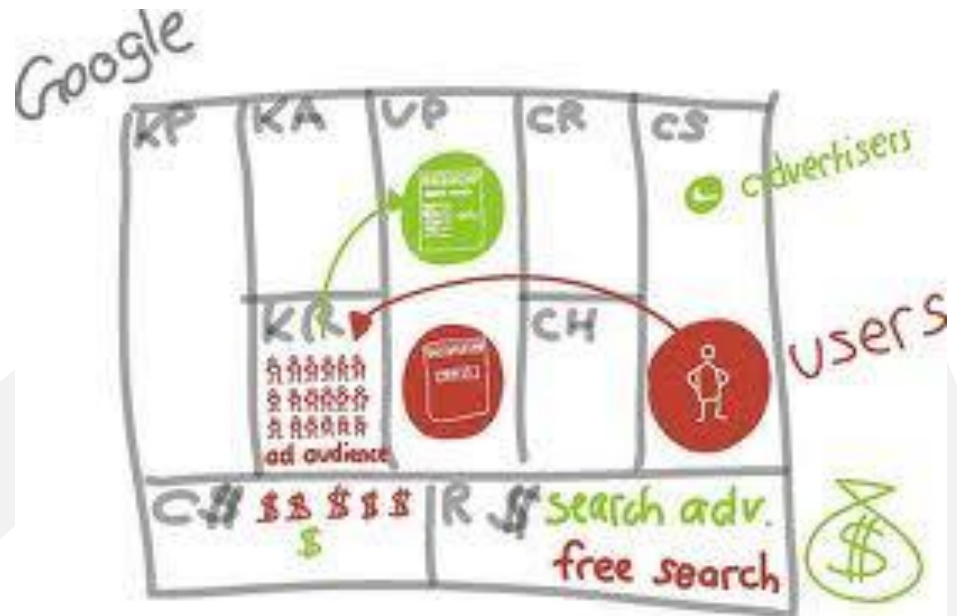 Google
KP
KA
VP
CR
CS
advertisers
KR
CH
users
ad audience
C$ $$ $$$
$
R $ search adv.
free search
$